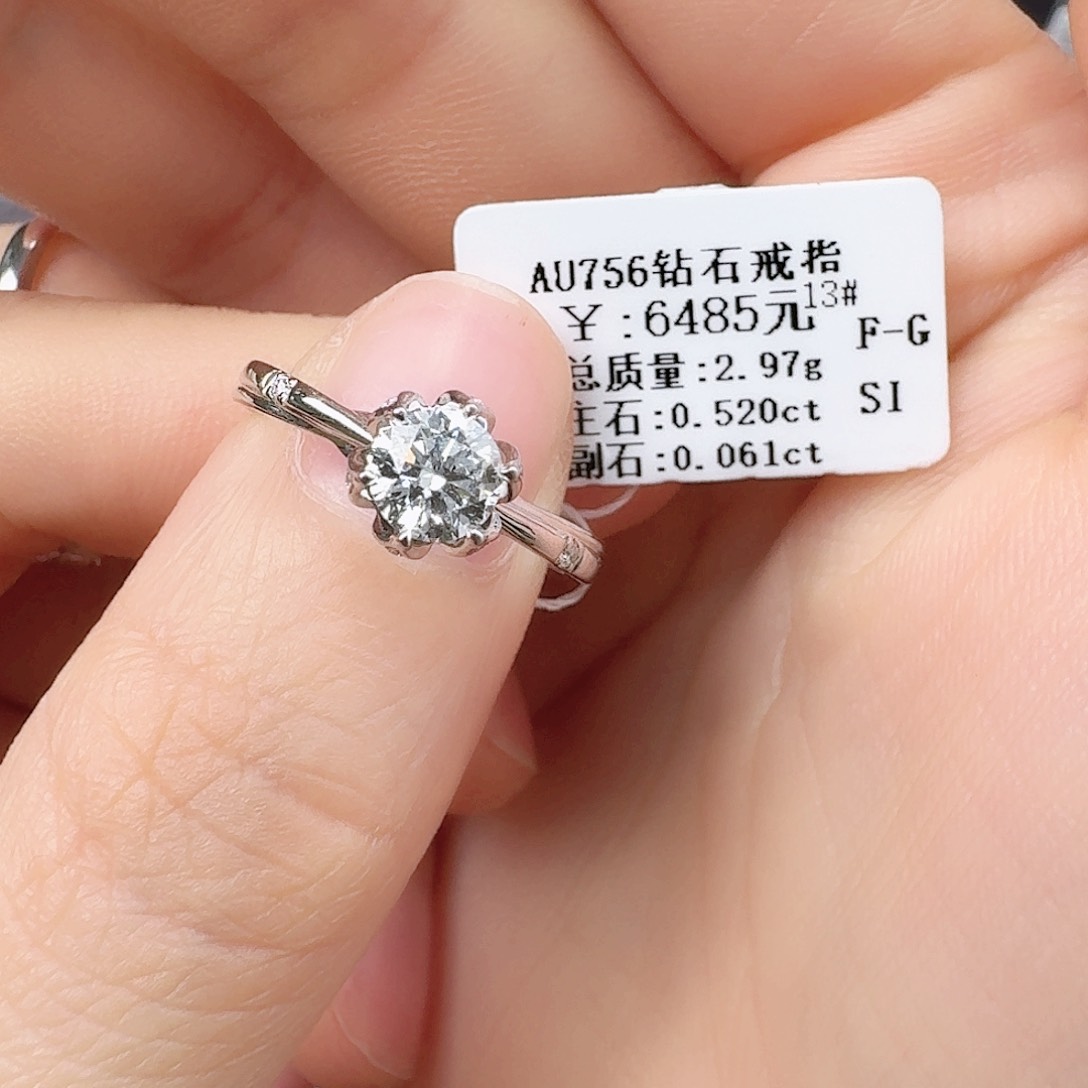 AU756钻石戒指
¥:6485元13#
F-G
总质量:2.97g
SI
主石:0.520ct
副石:0.061ct